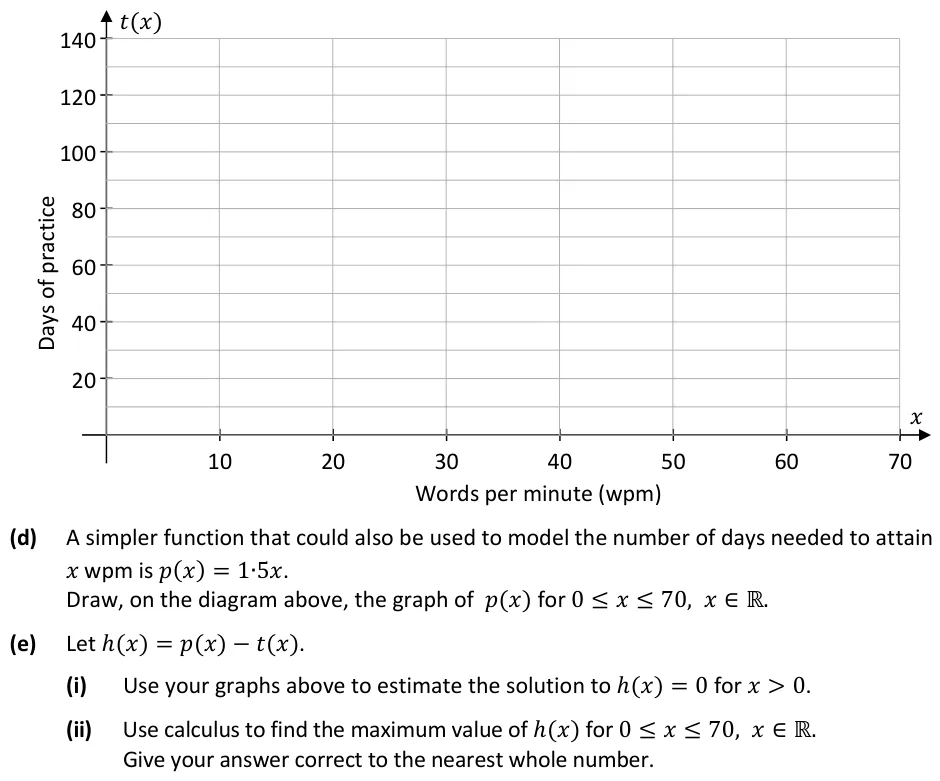 t(x)
140
120
100
80
60
40
20
Days of practice
x
10 20 30 40 50 60 70
Words per minute (wpm)
(d) A simpler function that could also be used to model the number of days needed to attain
x wpm is p(x) = 1·5x.
Draw, on the diagram above, the graph of p(x) for 0 ≤ x ≤ 70, x ∈ ℝ.
(e) Let h(x) = p(x) − t(x).
(i) Use your graphs above to estimate the solution to h(x) = 0 for x > 0.
(ii) Use calculus to find the maximum value of h(x) for 0 ≤ x ≤ 70, x ∈ ℝ.
Give your answer correct to the nearest whole number.